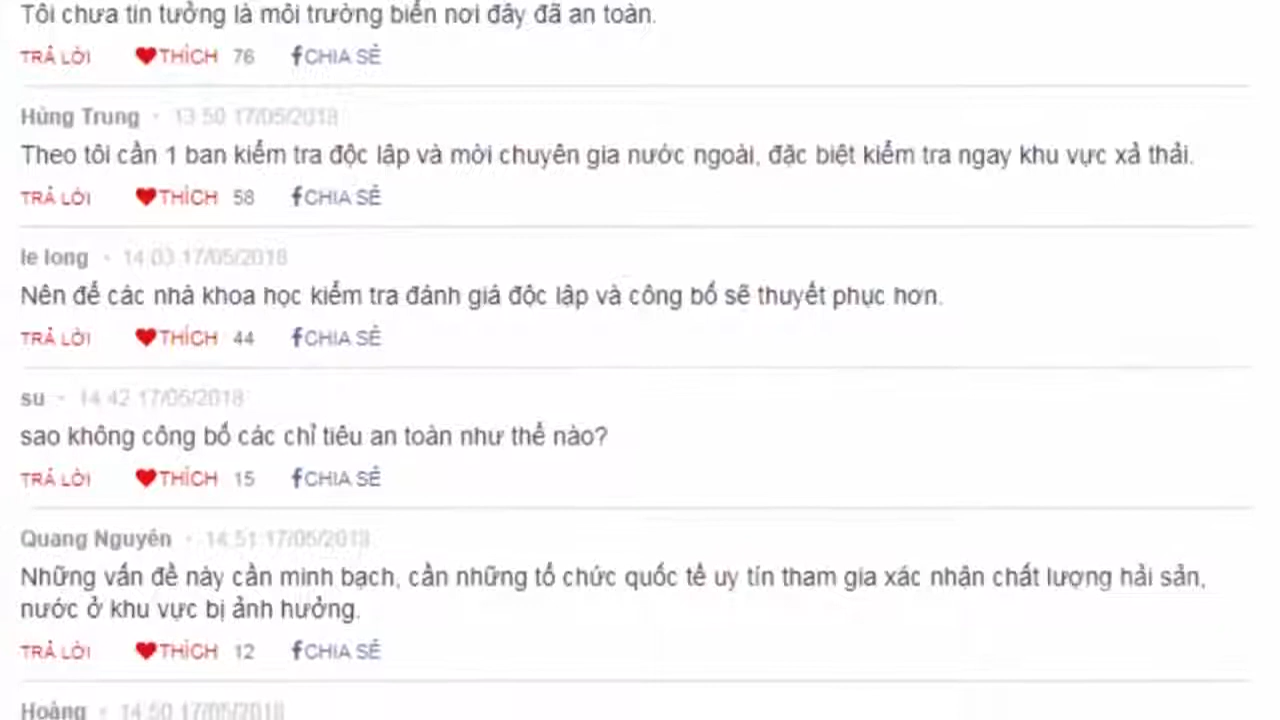 Tôi chưa tin tưởng là môi trường biển nơi đây đã an toàn.
TRẢ LỜI THÍCH 76 CHIA SẺ
Hùng Trung • 13:50 17/05/2018
Theo tôi cần 1 ban kiểm tra độc lập và mời chuyên gia nước ngoài, đặc biệt kiểm tra ngay khu vực xả thải.
TRẢ LỜI THÍCH 58 CHIA SẺ
le long • 14:03 17/05/2018
Nên để các nhà khoa học kiểm tra đánh giá độc lập và công bố sẽ thuyết phục hơn.
TRẢ LỜI THÍCH 44 CHIA SẺ
su • 14:42 17/05/2018
sao không công bố các chỉ tiêu an toàn như thế nào?
TRẢ LỜI THÍCH 15 CHIA SẺ
Quang Nguyên • 14:51 17/05/2018
Những vấn đề này cần minh bạch, cần những tổ chức quốc tế uy tín tham gia xác nhận chất lượng hải sản,
nước ở khu vực bị ảnh hưởng.
TRẢ LỜI THÍCH 12 CHIA SẺ
Hoàng • 14:50 17/05/2018